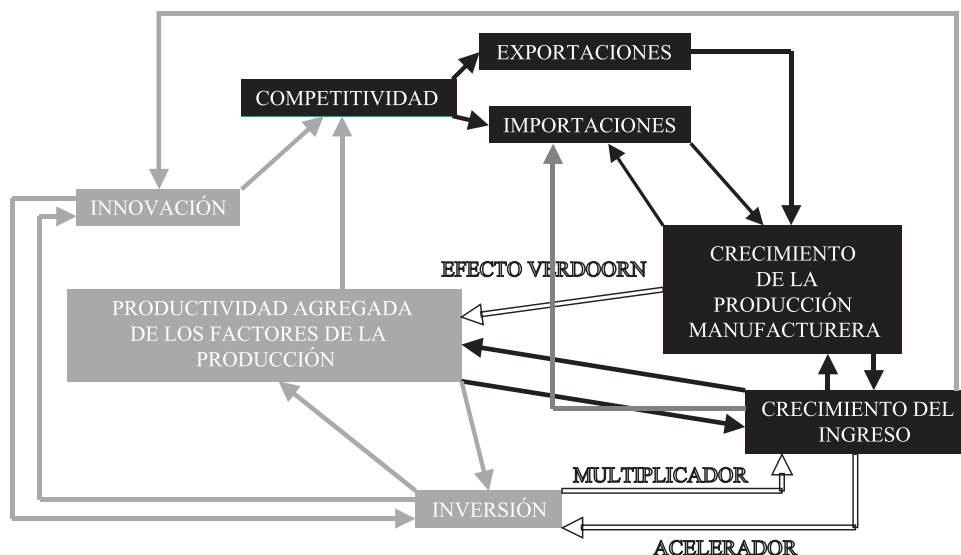 EXPORTACIONES
COMPETITIVIDAD
IMPORTACIONES
INNOVACIÓN
EFECTO VERDOORN
CRECIMIENTO
DE LA
PRODUCCIÓN
MANUFACTURERA
PRODUCTIVIDAD AGREGADA
DE LOS FACTORES DE LA
PRODUCCIÓN
CRECIMIENTO DEL
INGRESO
MULTIPLICADOR
INVERSIÓN
ACELERADOR